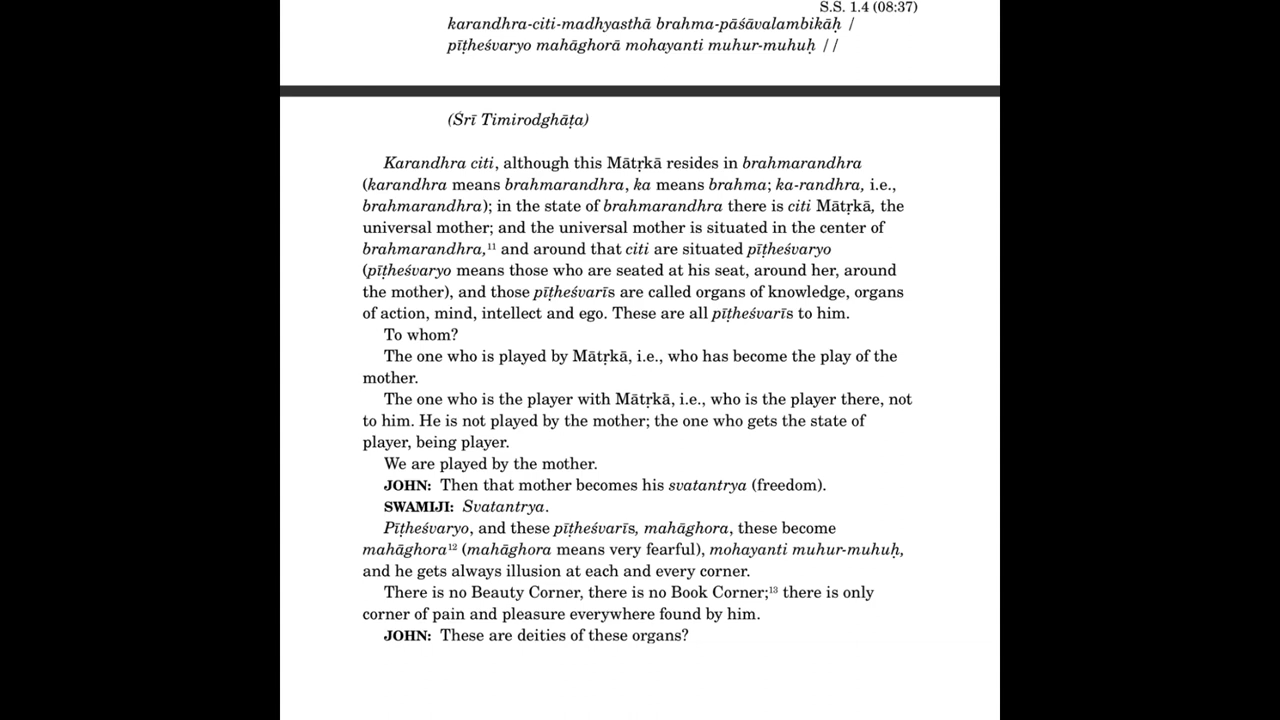 S.S. 1.4 (08:37)
karandhra-citi-madhyasthā brahma-pāśāvalambikāḥ /
pīṭheśvaryo mahāghorā mohayanti muhur-muhuḥ //
(Śrī Timirodghāṭa)
Karandhra citi, although this Mātṛkā resides in brahmarandhra
(karandhra means brahmarandhra, ka means brahma; ka-randhra, i.e.,
brahmarandhra); in the state of brahmarandhra there is citi Mātṛkā, the
universal mother; and the universal mother is situated in the center of
brahmarandhra,¹¹ and around that citi are situated pīṭheśvaryo
(pīṭheśvaryo means those who are seated at his seat, around her, around
the mother), and those pīṭheśvarīs are called organs of knowledge, organs
of action, mind, intellect and ego. These are all pīṭheśvarīs to him.
To whom?
The one who is played by Mātṛkā, i.e., who has become the play of the
mother.
The one who is the player with Mātṛkā, i.e., who is the player there, not
to him. He is not played by the mother; the one who gets the state of
player, being player.
We are played by the mother.
JOHN: Then that mother becomes his svatantrya (freedom).
SWAMIJI: Svatantrya.
Pīṭheśvaryo, and these pīṭheśvarīs, mahāghora, these become
mahāghora¹² (mahāghora means very fearful), mohayanti muhur-muhuḥ,
and he gets always illusion at each and every corner.
There is no Beauty Corner, there is no Book Corner;¹³ there is only
corner of pain and pleasure everywhere found by him.
JOHN: These are deities of these organs?